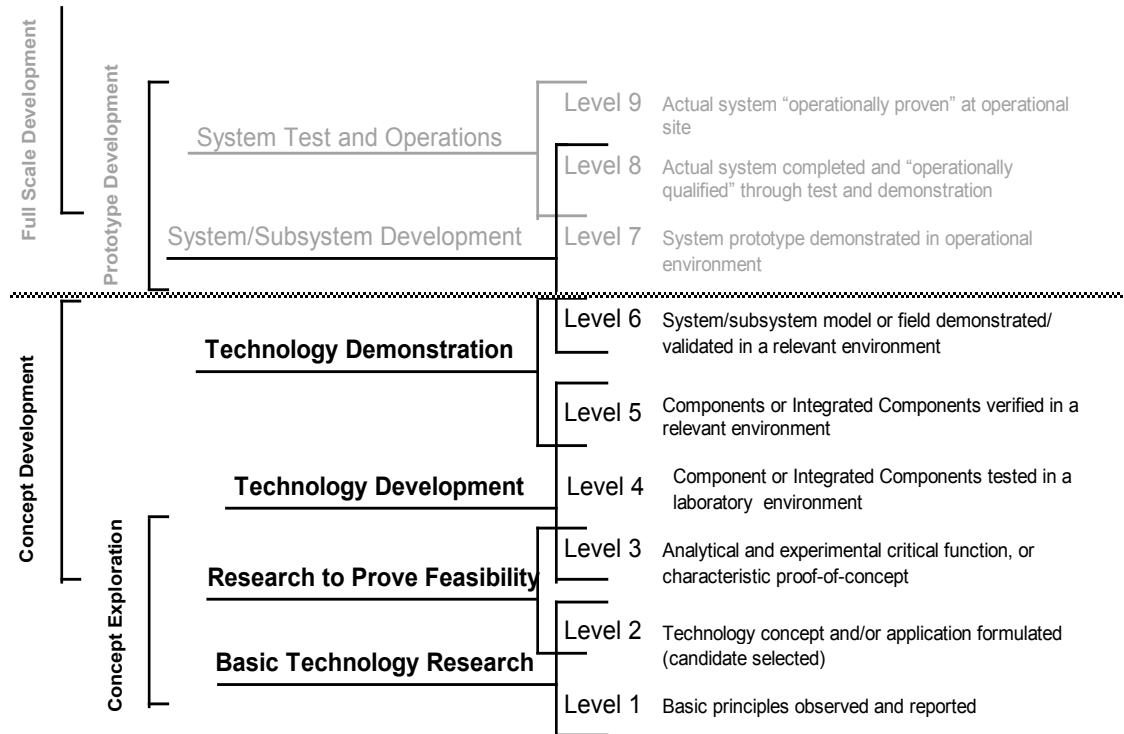 Full Scale Development
Prototype Development
System Test and Operations
Level 9
Actual system “operationally proven” at operational
site
Level 8
Actual system completed and “operationally
qualified” through test and demonstration
System/Subsystem Development
Level 7
System prototype demonstrated in operational
environment
Concept Development
Level 6
System/subsystem model or field demonstrated/
validated in a relevant environment
Technology Demonstration
Level 5
Components or Integrated Components verified in a
relevant environment
Technology Development
Level 4
Component or Integrated Components tested in a
laboratory environment
Concept Exploration
Level 3
Analytical and experimental critical function, or
characteristic proof-of-concept
Research to Prove Feasibility
Level 2
Technology concept and/or application formulated
(candidate selected)
Basic Technology Research
Level 1
Basic principles observed and reported